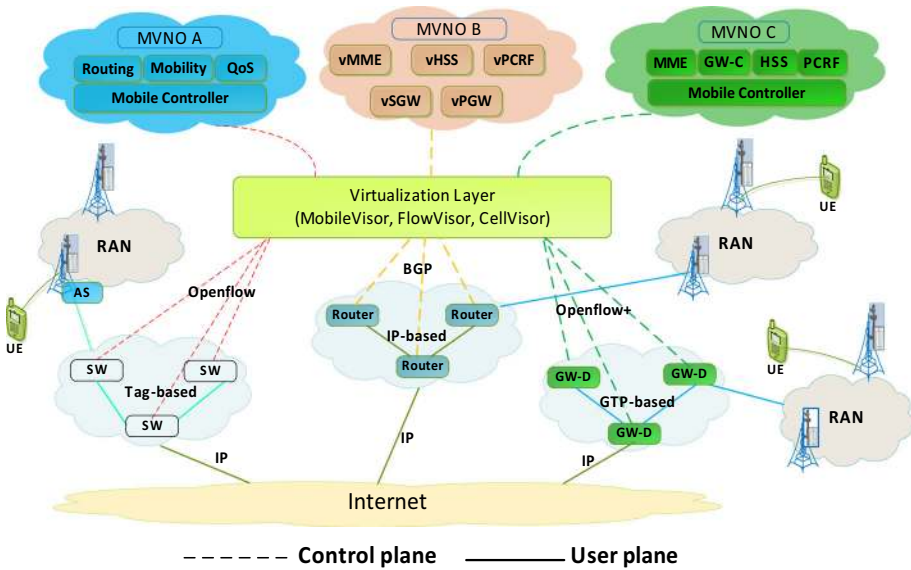 MVNO A
Routing Mobility QoS
Mobile Controller
MVNO B
vMME vHSS vPCRF
vSGW vPGW
MVNO C
MME GW-C HSS PCRF
Mobile Controller
Virtualization Layer
(MobileVisor, FlowVisor, CellVisor)
RAN
AS
UE
Openflow
SW SW
Tag-based
SW
IP
BGP
Router Router
IP-based
Router
IP
UE
RAN
Openflow+
GW-D GW-D
GTP-based
GW-D
IP
UE
RAN
Internet
Control plane User plane